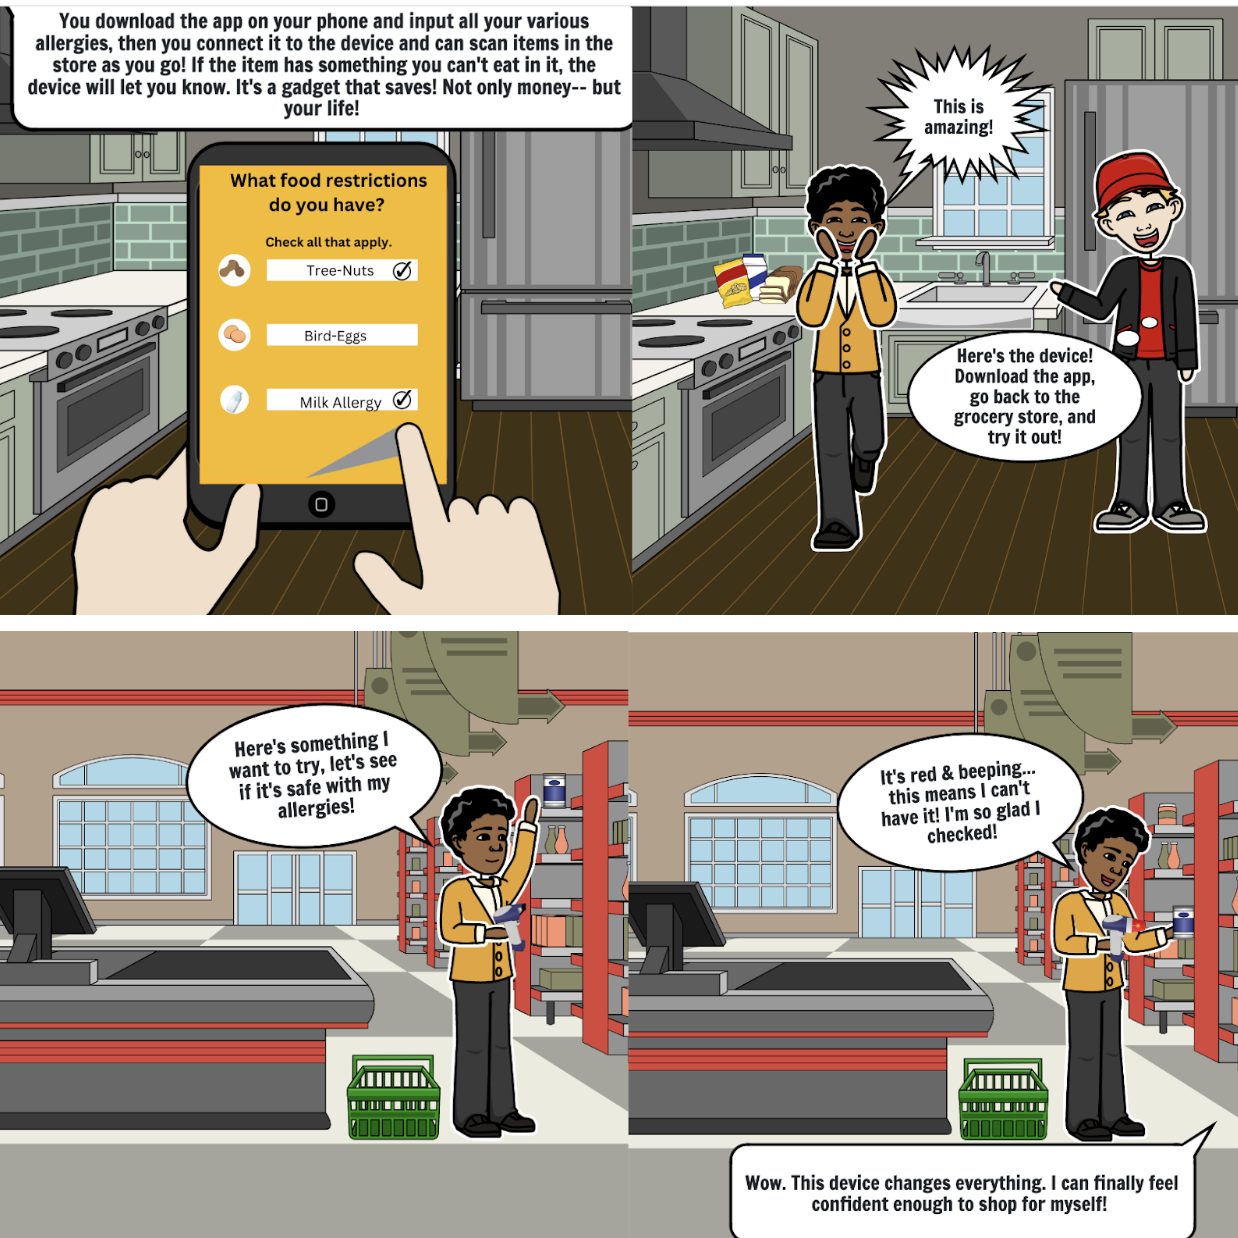 You download the app on your phone and input all your various
allergies, then you connect it to the device and can scan items in the
store as you go! If the item has something you can't eat in it, the
device will let you know. It's a gadget that saves! Not only money-- but
your life!
What food restrictions
do you have?
Check all that apply.
Tree-Nuts
Bird-Eggs
Milk Allergy
This is
amazing!
Here's the device!
Download the app,
go back to the
grocery store, and
try it out!
Here's something I
want to try, let's see
if it's safe with my
allergies!
It's red & beeping...
this means I can't
have it! I'm so glad I
checked!
Wow. This device changes everything. I can finally feel
confident enough to shop for myself!